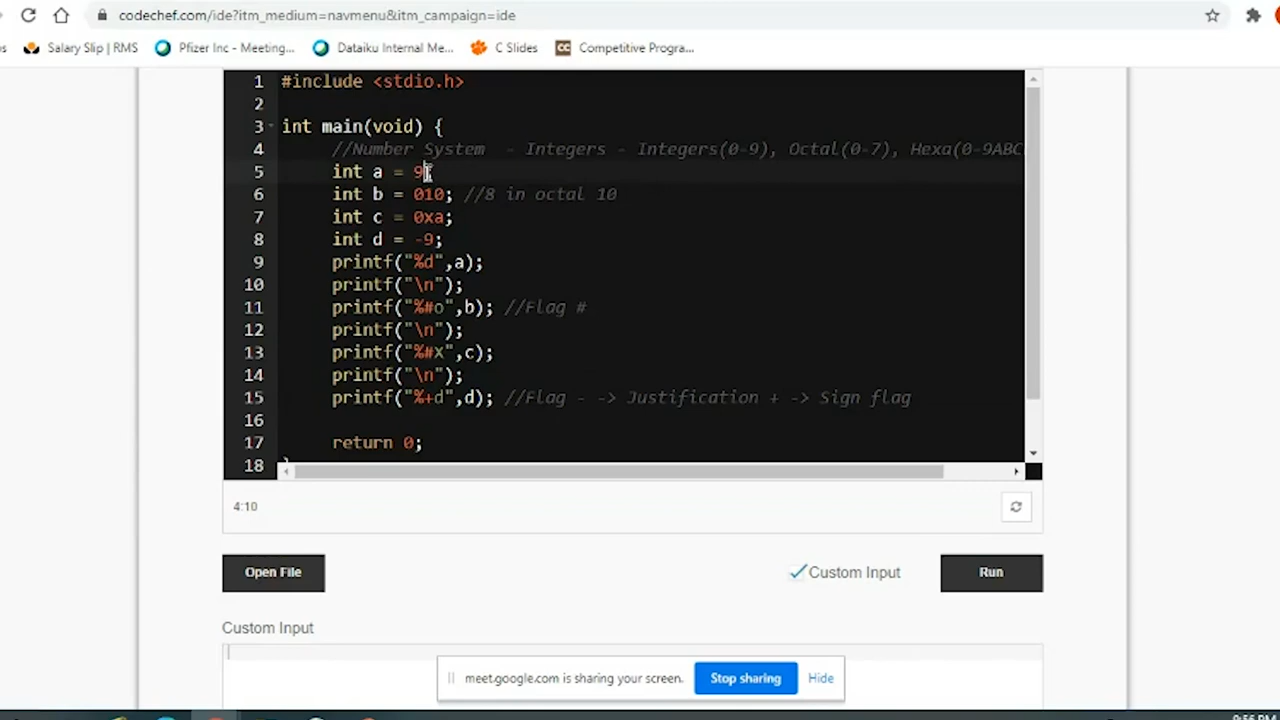 codechef.com/ide?itm_medium=navmenu&itm_campaign=ide
Salary Slip | RMS Pfizer Inc - Meeting... Dataiku Internal Me... C Slides CC Competitive Progra...
1 #include <stdio.h>
2
3 int main(void) {
4 //Number System - Integers - Integers(0-9), Octal(0-7), Hexa(0-9ABC
5 int a = 9
6 int b = 010; //8 in octal 10
7 int c = 0xa;
8 int d = -9;
9 printf("%d",a);
10 printf("\n");
11 printf("%#o",b); //Flag #
12 printf("\n");
13 printf("%#X",c);
14 printf("\n");
15 printf("%+d",d); //Flag - -> Justification + -> Sign flag
16
17 return 0;
18
4:10
Open File Custom Input Run
Custom Input
meet.google.com is sharing your screen. Stop sharing Hide
9:56 PM